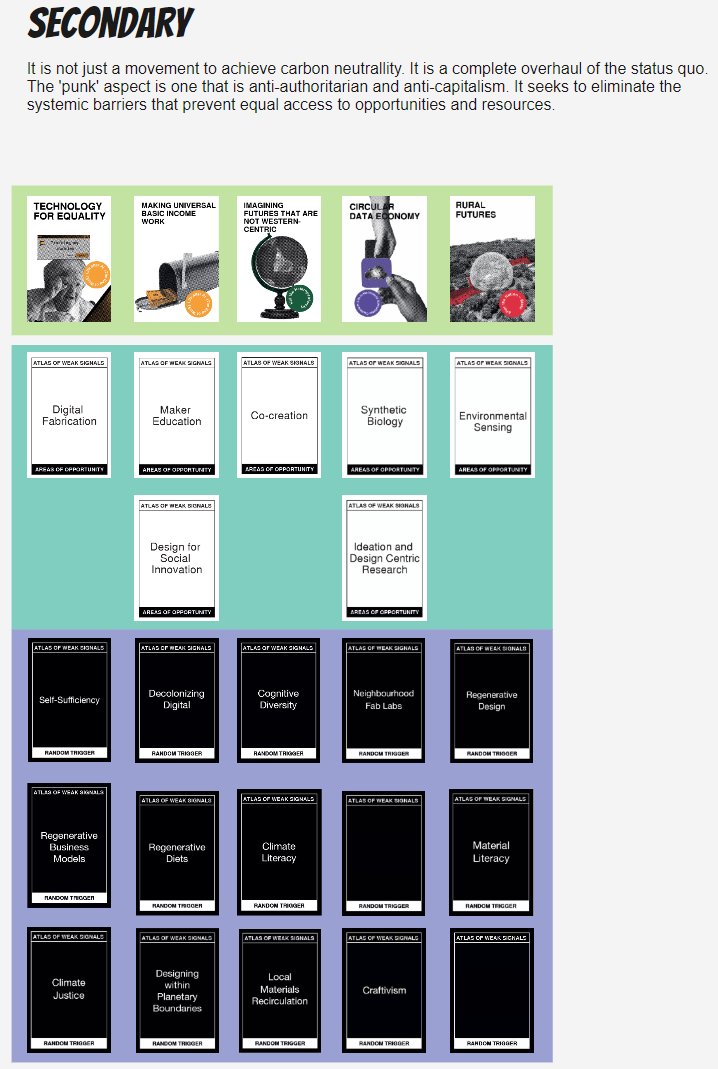 SECONDARY
It is not just a movement to achieve carbon neutrallity. It is a complete overhaul of the status quo.
The 'punk' aspect is one that is anti-authoritarian and anti-capitalism. It seeks to eliminate the
systemic barriers that prevent equal access to opportunities and resources.
TECHNOLOGY
FOR EQUALITY
MAKING UNIVERSAL
BASIC INCOME
WORK
IMAGINING
FUTURES THAT ARE
NOT WESTERN-
CENTRIC
CIRCULAR
DATA ECONOMY
RURAL
FUTURES
ATLAS OF WEAK SIGNALS
Digital
Fabrication
AREAS OF OPPORTUNITY
ATLAS OF WEAK SIGNALS
Maker
Education
AREAS OF OPPORTUNITY
ATLAS OF WEAK SIGNALS
Co-creation
AREAS OF OPPORTUNITY
ATLAS OF WEAK SIGNALS
Synthetic
Biology
AREAS OF OPPORTUNITY
ATLAS OF WEAK SIGNALS
Environmental
Sensing
AREAS OF OPPORTUNITY
ATLAS OF WEAK SIGNALS
Design for
Social
Innovation
AREAS OF OPPORTUNITY
ATLAS OF WEAK SIGNALS
Ideation and
Design Centric
Research
AREAS OF OPPORTUNITY
ATLAS OF WEAK SIGNALS
Self-Sufficiency
RANDOM TRIGGER
ATLAS OF WEAK SIGNALS
Decolonizing
Digital
RANDOM TRIGGER
ATLAS OF WEAK SIGNALS
Cognitive
Diversity
RANDOM TRIGGER
ATLAS OF WEAK SIGNALS
Neighbourhood
Fab Labs
RANDOM TRIGGER
ATLAS OF WEAK SIGNALS
Regenerative
Design
RANDOM TRIGGER
ATLAS OF WEAK SIGNALS
Regenerative
Business
Models
RANDOM TRIGGER
ATLAS OF WEAK SIGNALS
Regenerative
Diets
RANDOM TRIGGER
ATLAS OF WEAK SIGNALS
Climate
Literacy
RANDOM TRIGGER
ATLAS OF WEAK SIGNALS
RANDOM TRIGGER
ATLAS OF WEAK SIGNALS
Material
Literacy
RANDOM TRIGGER
ATLAS OF WEAK SIGNALS
Climate
Justice
RANDOM TRIGGER
ATLAS OF WEAK SIGNALS
Designing
within
Planetary
Boundaries
RANDOM TRIGGER
ATLAS OF WEAK SIGNALS
Local
Materials
Recirculation
RANDOM TRIGGER
ATLAS OF WEAK SIGNALS
Craftivism
RANDOM TRIGGER
ATLAS OF WEAK SIGNALS
RANDOM TRIGGER